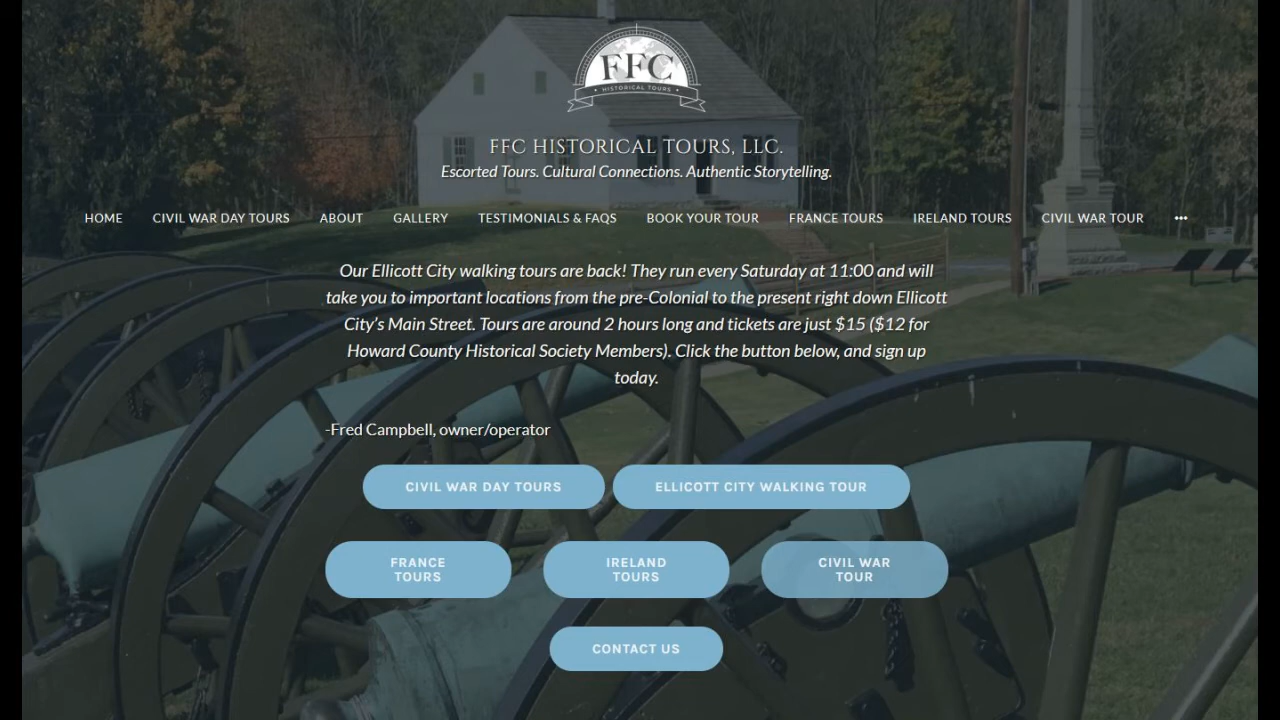 FFC
• HISTORICAL TOURS •
FFC HISTORICAL TOURS, LLC.
Escorted Tours. Cultural Connections. Authentic Storytelling.
HOME CIVIL WAR DAY TOURS ABOUT GALLERY TESTIMONIALS & FAQS BOOK YOUR TOUR FRANCE TOURS IRELAND TOURS CIVIL WAR TOUR •••
Our Ellicott City walking tours are back! They run every Saturday at 11:00 and will
take you to important locations from the pre-Colonial to the present right down Ellicott
City's Main Street. Tours are around 2 hours long and tickets are just $15 ($12 for
Howard County Historical Society Members). Click the button below, and sign up
today.
-Fred Campbell, owner/operator
CIVIL WAR DAY TOURS ELLICOTT CITY WALKING TOUR
FRANCE
TOURS
IRELAND
TOURS
CIVIL WAR
TOUR
CONTACT US